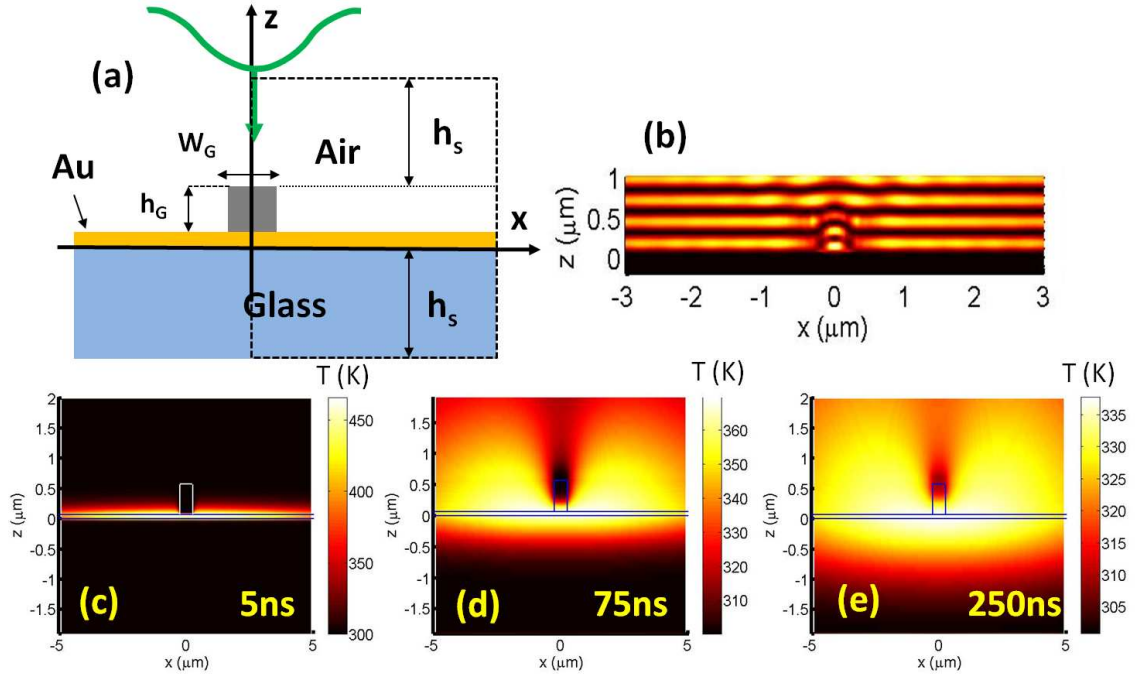 (a)
z
h_s
W_G
Air
Au
h_G
x
Glass
h_s
(b)
z (μm)
1
0.5
0
-3 -2 -1 0 1 2 3
x (μm)
T (K)
2
1.5
1
0.5
0
-0.5
-1
-1.5
z (μm)
450
400
350
300
(c)
5ns
-5 0 5
x (μm)
T (K)
2
1.5
1
0.5
0
-0.5
-1
-1.5
z (μm)
360
350
340
330
320
310
(d)
75ns
-5 0 5
x (μm)
T (K)
2
1.5
1
0.5
0
-0.5
-1
-1.5
z (μm)
335
330
325
320
315
310
305
(e)
250ns
-5 0 5
x (μm)